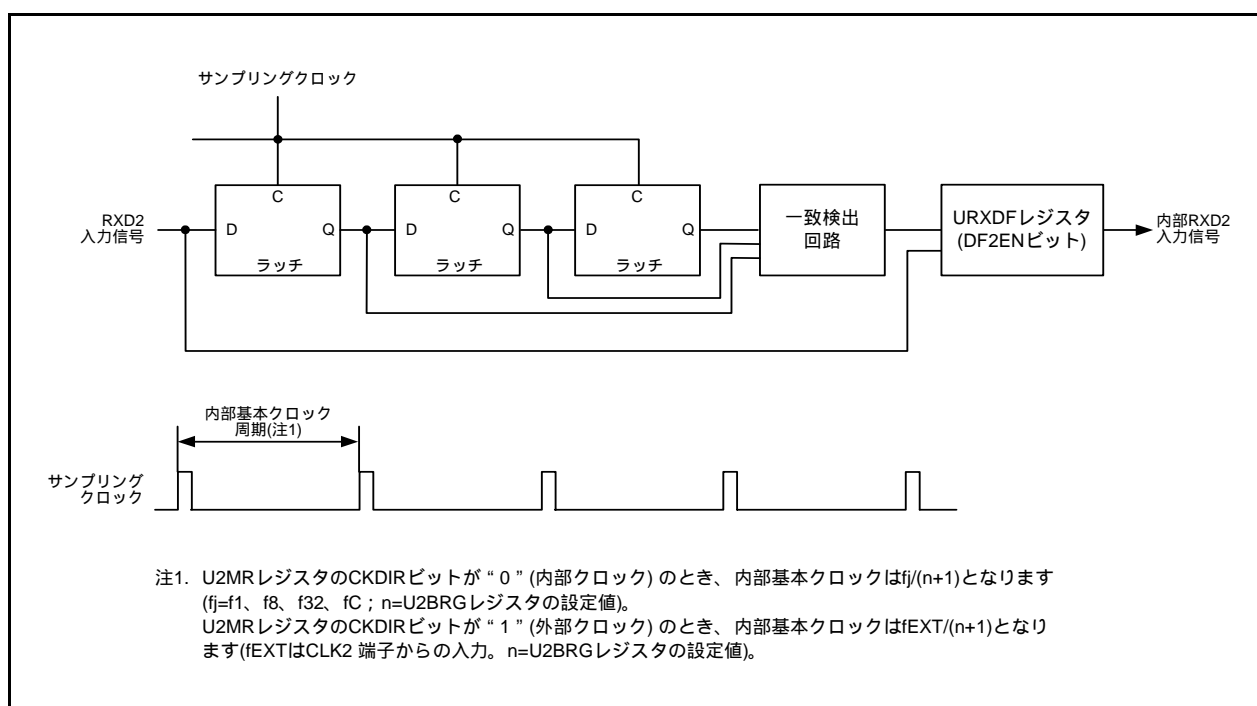 サンプリングクロック
C
C
C
RXD2
入力信号
D
Q
D
Q
D
Q
ラッチ
ラッチ
ラッチ
一致検出
回路
URXDFレジスタ
(DF2ENビット)
内部RXD2
入力信号
内部基本クロック
周期(注1)
サンプリング
クロック
注1. U2MRレジスタのCKDIRビットが“0”(内部クロック) のとき、内部基本クロックはfj/(n+1)となります
(fj=f1、f8、f32、fC ; n=U2BRGレジスタの設定値)。
U2MRレジスタのCKDIRビットが“1”(外部クロック) のとき、内部基本クロックはfEXT/(n+1)となり
ます(fEXTはCLK2 端子からの入力。n=U2BRGレジスタの設定値)。